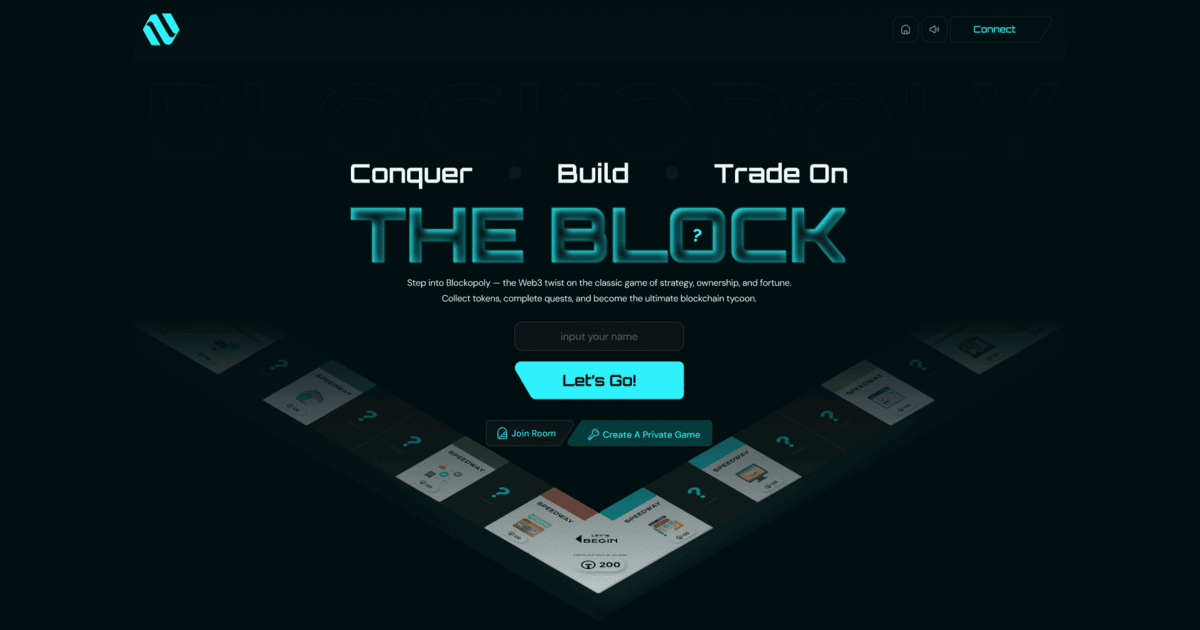 Connect
BLOCKOPOLY
Conquer Build Trade On
THE BLOCK
?
Step into Blockopoly — the Web3 twist on the classic game of strategy, ownership, and fortune.
Collect tokens, complete quests, and become the ultimate blockchain tycoon.
input your name
Let's Go!
Join Room
Create A Private Game
?
?
SPEEDWAY
SPEEDWAY
?
?
?
?
SPEEDWAY
SPEEDWAY
?
?
SPEEDWAY
SPEEDWAY
LET'S
BEGIN
200